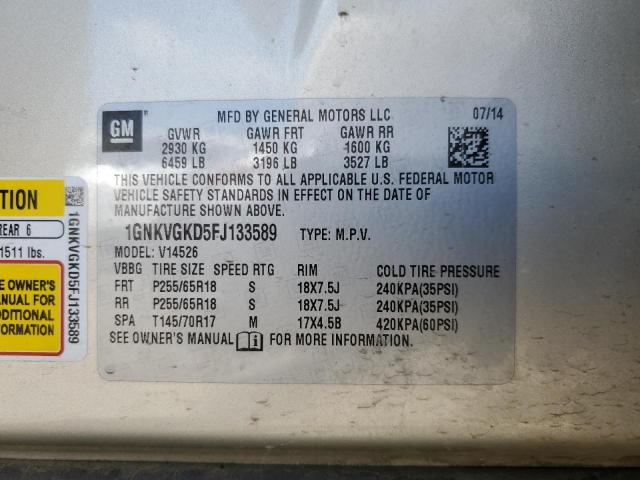 GM
MFD BY GENERAL MOTORS LLC 07/14
GVWR GAWR FRT GAWR RR
2930 KG 1450 KG 1600 KG
6459 LB 3196 LB 3527 LB
THIS VEHICLE CONFORMS TO ALL APPLICABLE U.S. FEDERAL MOTOR
VEHICLE SAFETY STANDARDS IN EFFECT ON THE DATE OF
MANUFACTURE SHOWN ABOVE.
1GNKVGKD5FJ133589 TYPE: M.P.V.
MODEL: V14526
VBBG TIRE SIZE SPEED RTG RIM COLD TIRE PRESSURE
FRT P255/65R18 S 18X7.5J 240KPA(35PSI)
RR P255/65R18 S 18X7.5J 240KPA(35PSI)
SPA T145/70R17 M 17X4.5B 420KPA(60PSI)
SEE OWNER'S MANUAL FOR MORE INFORMATION.
TION
REAR 6
1511 lbs.
E OWNER'S
ANUAL FOR
DDITIONAL
ORMATION
1GNKVGKD5FJ133589